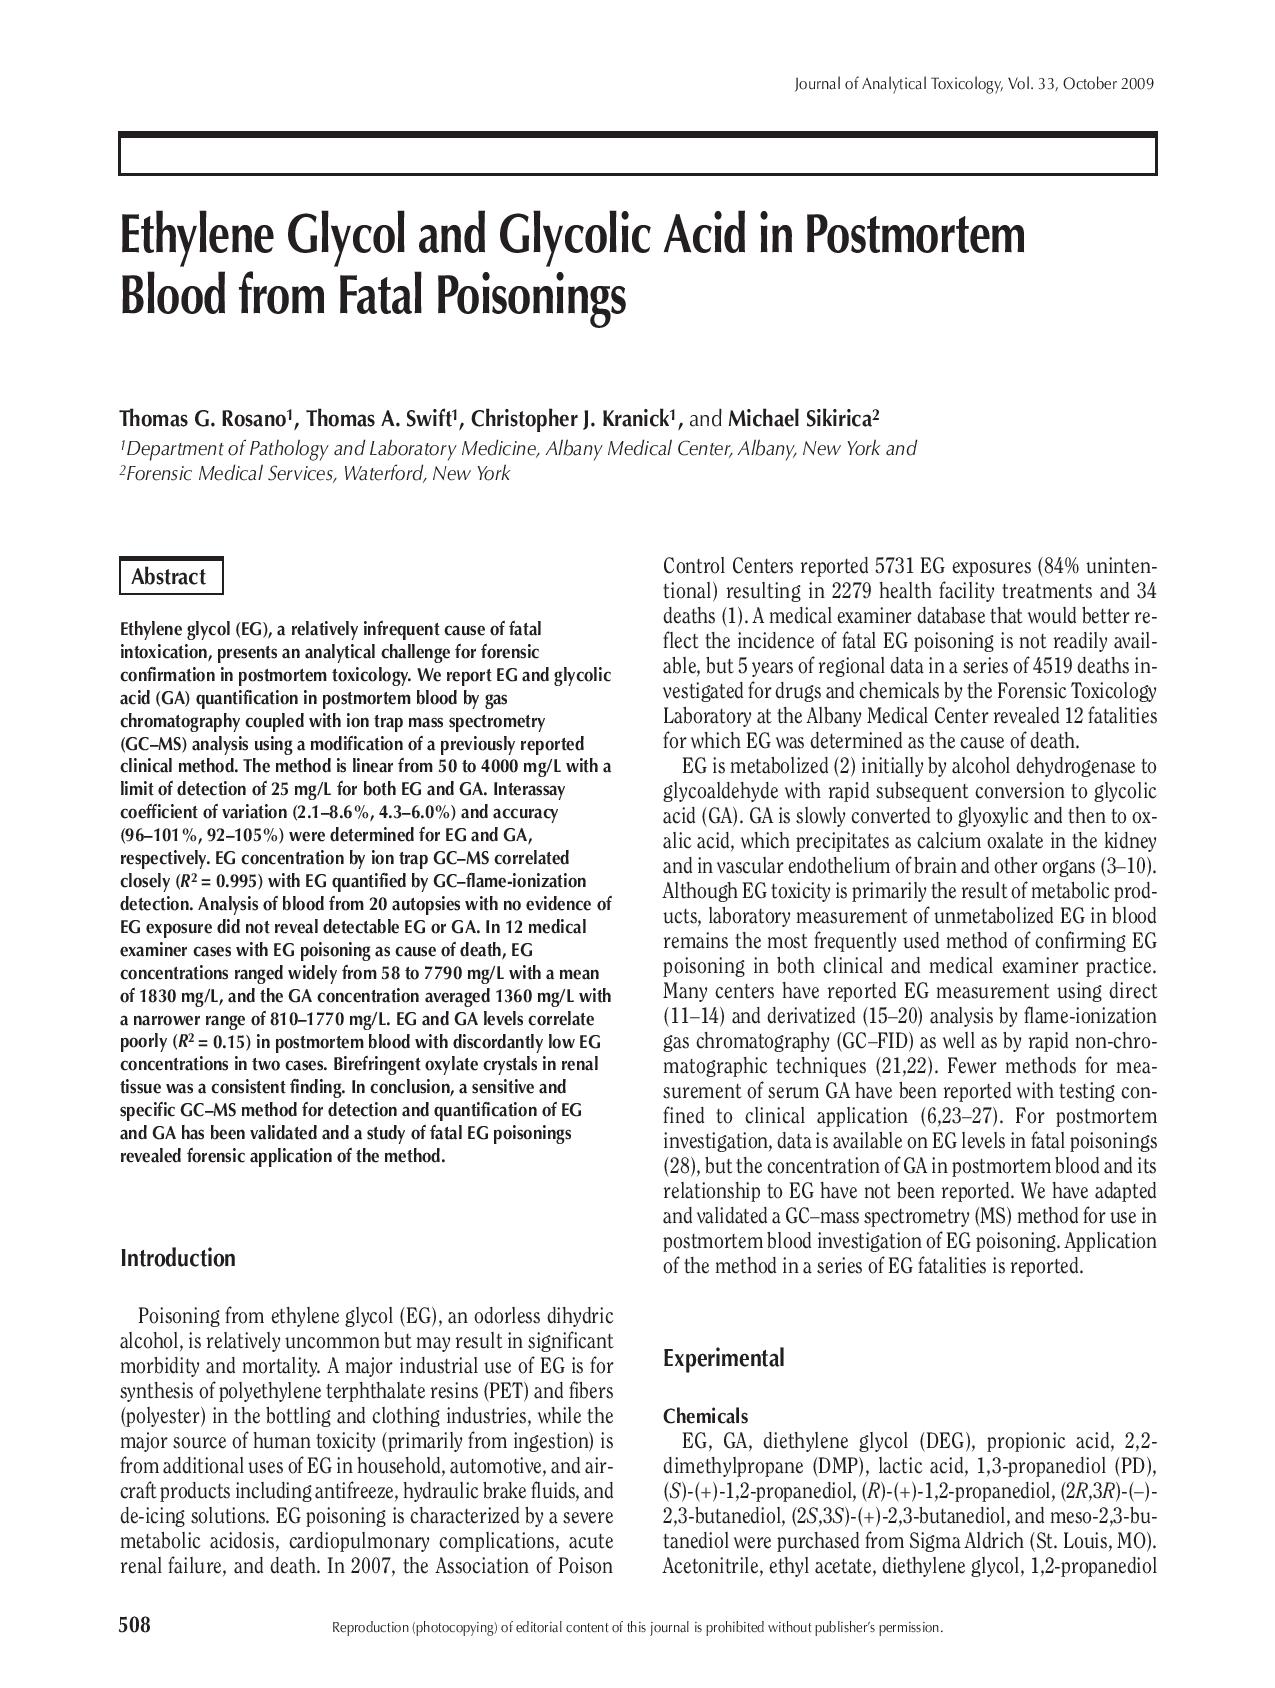 Journal of Analytical Toxicology, Vol. 33, October 2009
Ethylene Glycol and Glycolic Acid in Postmortem
Blood from Fatal Poisonings
Thomas G. Rosano1, Thomas A. Swift1, Christopher J. Kranick1, and Michael Sikirica2
1Department of Pathology and Laboratory Medicine, Albany Medical Center, Albany, New York and
2Forensic Medical Services, Waterford, New York
Abstract
Ethylene glycol (EG), a relatively infrequent cause of fatal
intoxication, presents an analytical challenge for forensic
confirmation in postmortem toxicology. We report EG and glycolic
acid (GA) quantification in postmortem blood by gas
chromatography coupled with ion trap mass spectrometry
(GC–MS) analysis using a modification of a previously reported
clinical method. The method is linear from 50 to 4000 mg/L with a
limit of detection of 25 mg/L for both EG and GA. Interassay
coefficient of variation (2.1–8.6%, 4.3–6.0%) and accuracy
(96–101%, 92–105%) were determined for EG and GA,
respectively. EG concentration by ion trap GC–MS correlated
closely (R2 = 0.995) with EG quantified by GC–flame-ionization
detection. Analysis of blood from 20 autopsies with no evidence of
EG exposure did not reveal detectable EG or GA. In 12 medical
examiner cases with EG poisoning as cause of death, EG
concentrations ranged widely from 58 to 7790 mg/L with a mean
of 1830 mg/L, and the GA concentration averaged 1360 mg/L with
a narrower range of 810–1770 mg/L. EG and GA levels correlate
poorly (R2 = 0.15) in postmortem blood with discordantly low EG
concentrations in two cases. Birefringent oxylate crystals in renal
tissue was a consistent finding. In conclusion, a sensitive and
specific GC–MS method for detection and quantification of EG
and GA has been validated and a study of fatal EG poisonings
revealed forensic application of the method.
Introduction
Poisoning from ethylene glycol (EG), an odorless dihydric
alcohol, is relatively uncommon but may result in significant
morbidity and mortality. A major industrial use of EG is for
synthesis of polyethylene terphthalate resins (PET) and fibers
(polyester) in the bottling and clothing industries, while the
major source of human toxicity (primarily from ingestion) is
from additional uses of EG in household, automotive, and air-
craft products including antifreeze, hydraulic brake fluids, and
de-icing solutions. EG poisoning is characterized by a severe
metabolic acidosis, cardiopulmonary complications, acute
renal failure, and death. In 2007, the Association of Poison
Control Centers reported 5731 EG exposures (84% uninten-
tional) resulting in 2279 health facility treatments and 34
deaths (1). A medical examiner database that would better re-
flect the incidence of fatal EG poisoning is not readily avail-
able, but 5 years of regional data in a series of 4519 deaths in-
vestigated for drugs and chemicals by the Forensic Toxicology
Laboratory at the Albany Medical Center revealed 12 fatalities
for which EG was determined as the cause of death.
EG is metabolized (2) initially by alcohol dehydrogenase to
glycoaldehyde with rapid subsequent conversion to glycolic
acid (GA). GA is slowly converted to glyoxylic and then to ox-
alic acid, which precipitates as calcium oxalate in the kidney
and in vascular endothelium of brain and other organs (3–10).
Although EG toxicity is primarily the result of metabolic prod-
ucts, laboratory measurement of unmetabolized EG in blood
remains the most frequently used method of confirming EG
poisoning in both clinical and medical examiner practice.
Many centers have reported EG measurement using direct
(11–14) and derivatized (15–20) analysis by flame-ionization
gas chromatography (GC–FID) as well as by rapid non-chro-
matographic techniques (21,22). Fewer methods for mea-
surement of serum GA have been reported with testing con-
fined to clinical application (6,23–27). For postmortem
investigation, data is available on EG levels in fatal poisonings
(28), but the concentration of GA in postmortem blood and its
relationship to EG have not been reported. We have adapted
and validated a GC–mass spectrometry (MS) method for use in
postmortem blood investigation of EG poisoning. Application
of the method in a series of EG fatalities is reported.
Experimental
Chemicals
EG, GA, diethylene glycol (DEG), propionic acid, 2,2-
dimethylpropane (DMP), lactic acid, 1,3-propanediol (PD),
(S)-(+)-1,2-propanediol, (R)-(+)-1,2-propanediol, (2R,3R)-(–)-
2,3-butanediol, (2S,3S)-(+)-2,3-butanediol, and meso-2,3-bu-
tanediol were purchased from Sigma Aldrich (St. Louis, MO).
Acetonitrile, ethyl acetate, diethylene glycol, 1,2-propanediol
508
Reproduction (photocopying) of editorial content of this journal is prohibited without publisher's permission.